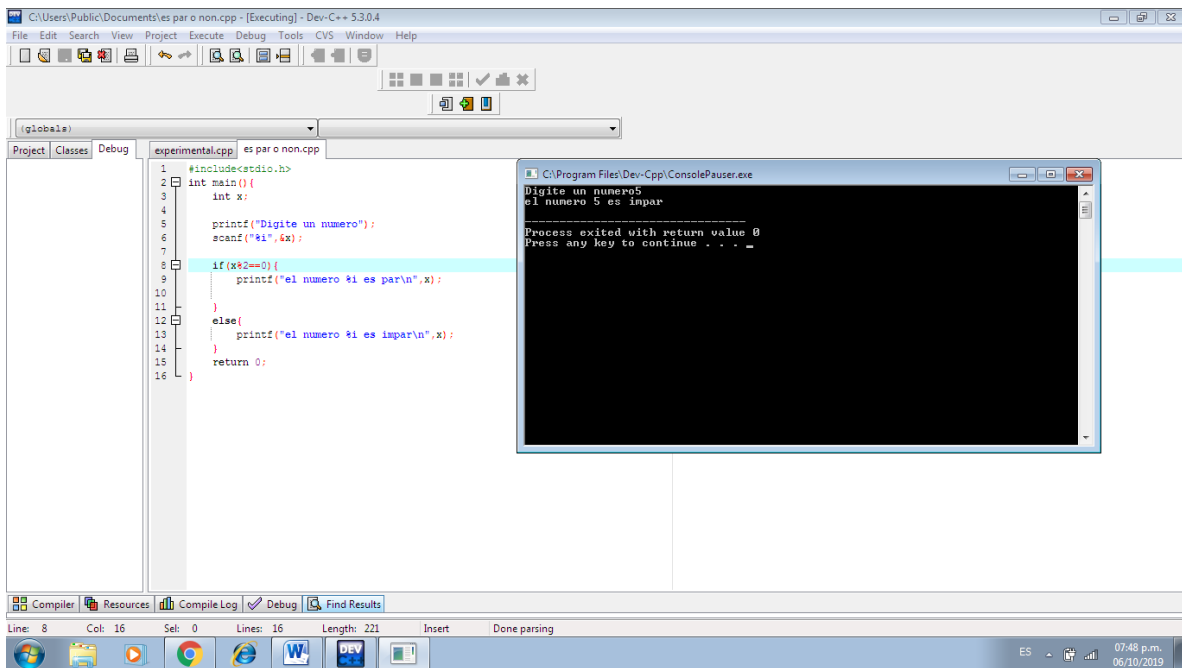 C:\Users\Public\Documents\es par o non.cpp - [Executing] - Dev-C++ 5.3.0.4
File Edit Search View Project Execute Debug Tools CVS Window Help
(globals)
Project Classes Debug experimental.cpp es par o non.cpp
1 #include<stdio.h>
2 int main(){
3 int x;
4
5 printf("Digite un numero");
6 scanf("%i",&x);
7
8 if(x%2==0){
9 printf("el numero %i es par\n",x);
10
11 }
12 else{
13 printf("el numero %i es impar\n",x);
14 }
15 return 0;
16 }
C:\Program Files\Dev-Cpp\ConsolePauser.exe
Digite un numero5
el numero 5 es impar
--------------------------------
Process exited with return value 0
Press any key to continue . . . _
Compiler Resources Compile Log Debug Find Results
Line: 8 Col: 16 Sel: 0 Lines: 16 Length: 221 Insert Done parsing
DEV
ES 07:48 p.m.
06/10/2019